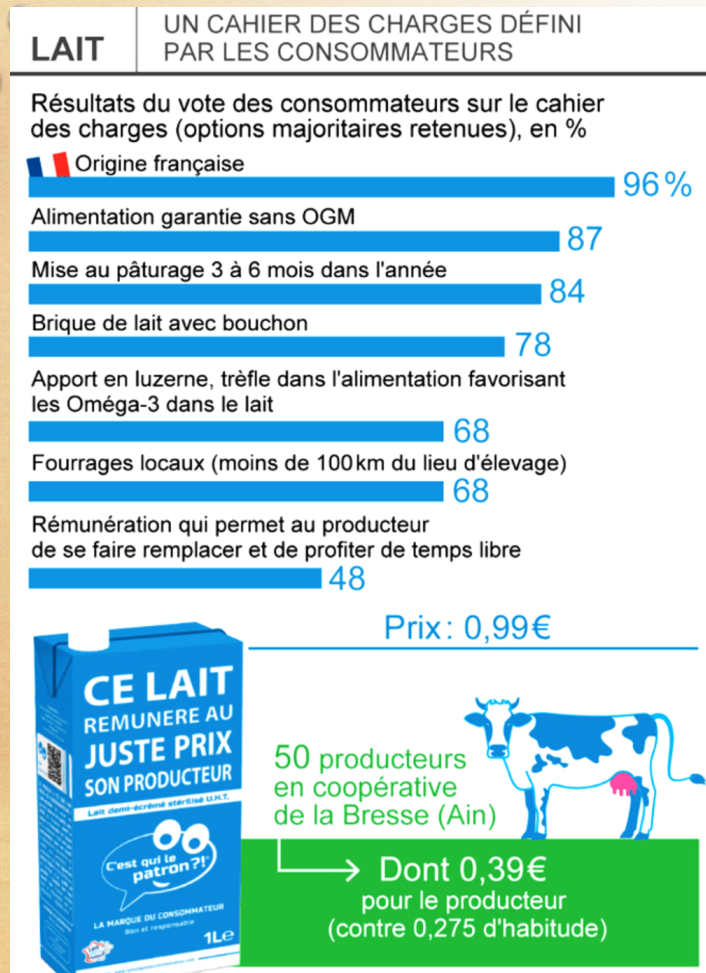 LAIT
UN CAHIER DES CHARGES DÉFINI
PAR LES CONSOMMATEURS
Résultats du vote des consommateurs sur le cahier
des charges (options majoritaires retenues), en %
Origine française
96 %
Alimentation garantie sans OGM
87
Mise au pâturage 3 à 6 mois dans l'année
84
Brique de lait avec bouchon
78
Apport en luzerne, trèfle dans l'alimentation favorisant
les Oméga-3 dans le lait
68
Fourrages locaux (moins de 100 km du lieu d'élevage)
68
Rémunération qui permet au producteur
de se faire remplacer et de profiter de temps libre
48
Prix : 0,99€
CE LAIT
REMUNERE AU
JUSTE PRIX
SON PRODUCTEUR
Lait demi-écrémé stérilisé U.H.T.
C'est qui le
patron?!
LA MARQUE DU CONSOMMATEUR
Bon et responsable
1Le
50 producteurs
en coopérative
de la Bresse (Ain)
Dont 0,39€
pour le producteur
(contre 0,275 d'habitude)